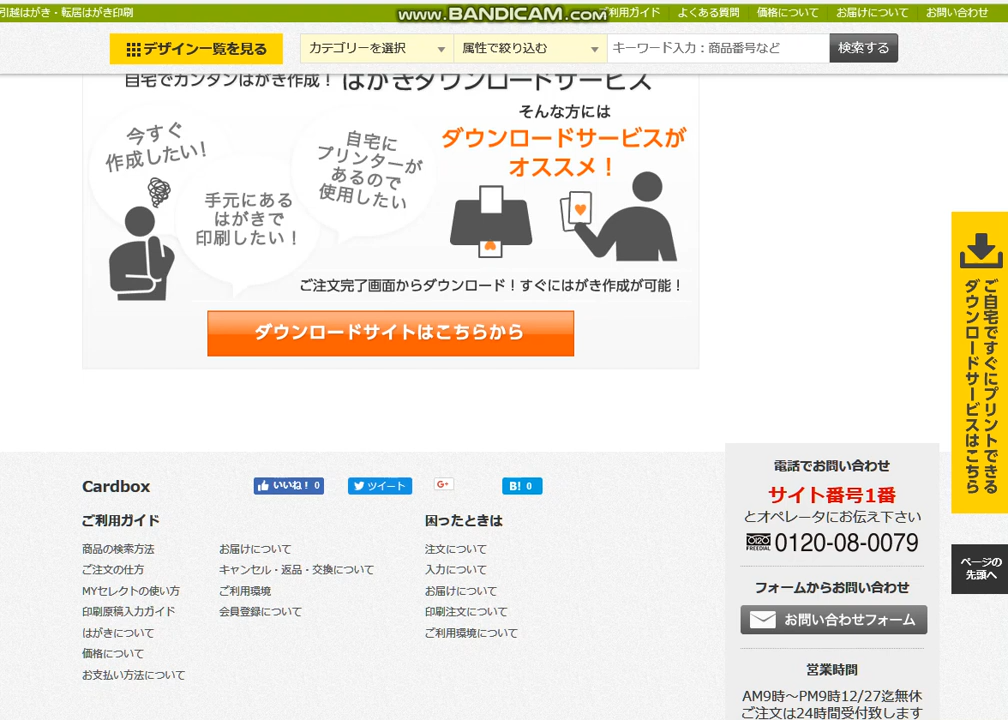 引越はがき・転居はがき印刷
www.BANDICAM.com
利用ガイド
よくある質問
価格について
お届けについて
お問い合わせ
デザイン一覧を見る
カテゴリーを選択
属性で絞り込む
キーワード入力：商品番号など
検索する
自宅でカンタンはがき作成！ はがきダウンロードサービス
今すぐ
作成したい！
手元にある
はがきで
印刷したい！
自宅に
プリンターが
あるので
使用したい
そんな方には
ダウンロードサービスが
オススメ！
ご注文完了画面からダウンロード！すぐにはがき作成が可能！
ダウンロードサイトはこちらから
ご自宅ですぐにプリントできる
ダウンロードサービスはこちら
ページの
先頭へ
Cardbox
いいね！ 0
ツイート
G+
B! 0
ご利用ガイド
商品の検索方法
ご注文の仕方
MYセレクトの使い方
印刷原稿入力ガイド
はがきについて
価格について
お支払い方法について
お届けについて
キャンセル・返品・交換について
ご利用環境
会員登録について
困ったときは
注文について
入力について
お届けについて
印刷注文について
ご利用環境について
電話でお問い合わせ
サイト番号1番
とオペレータにお伝え下さい
FREEDIAL 0120-08-0079
フォームからお問い合わせ
お問い合わせフォーム
営業時間
AM9時～PM9時12/27迄無休
ご注文は24時間受付致します